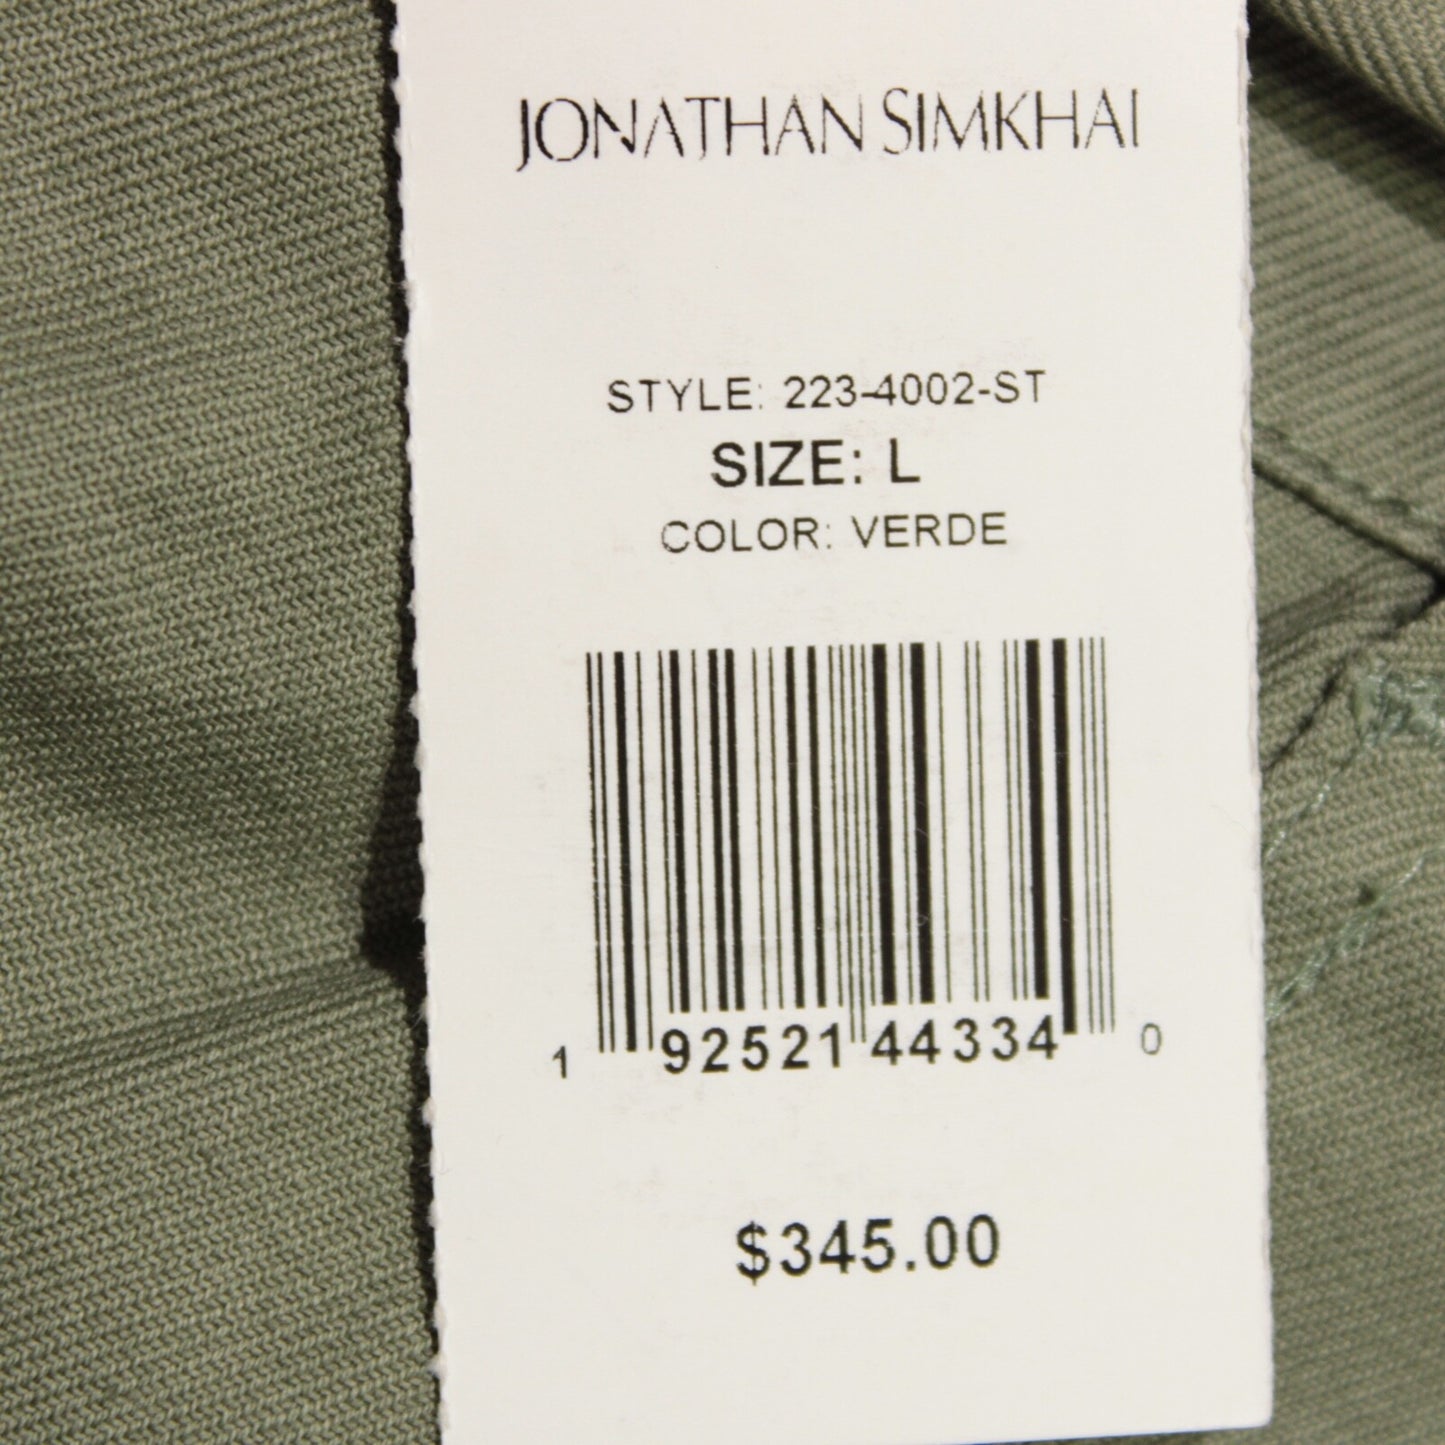 JONATHAN SIMKHAI
STYLE: 223-4002-ST
SIZE: L
COLOR: VERDE
1 92521 44334 0
$345.00